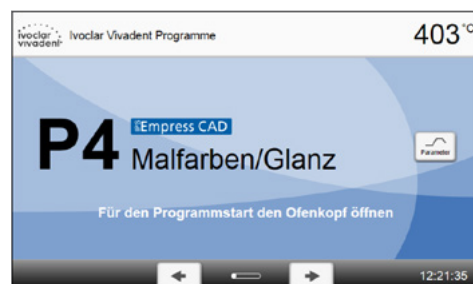 ivoclar vivadent Ivoclar Vivadent Programme 403 °C
P4 IPS Empress CAD
Malfarben/Glanz
Parameter
Für den Programmstart den Ofenkopf öffnen
12:21:35